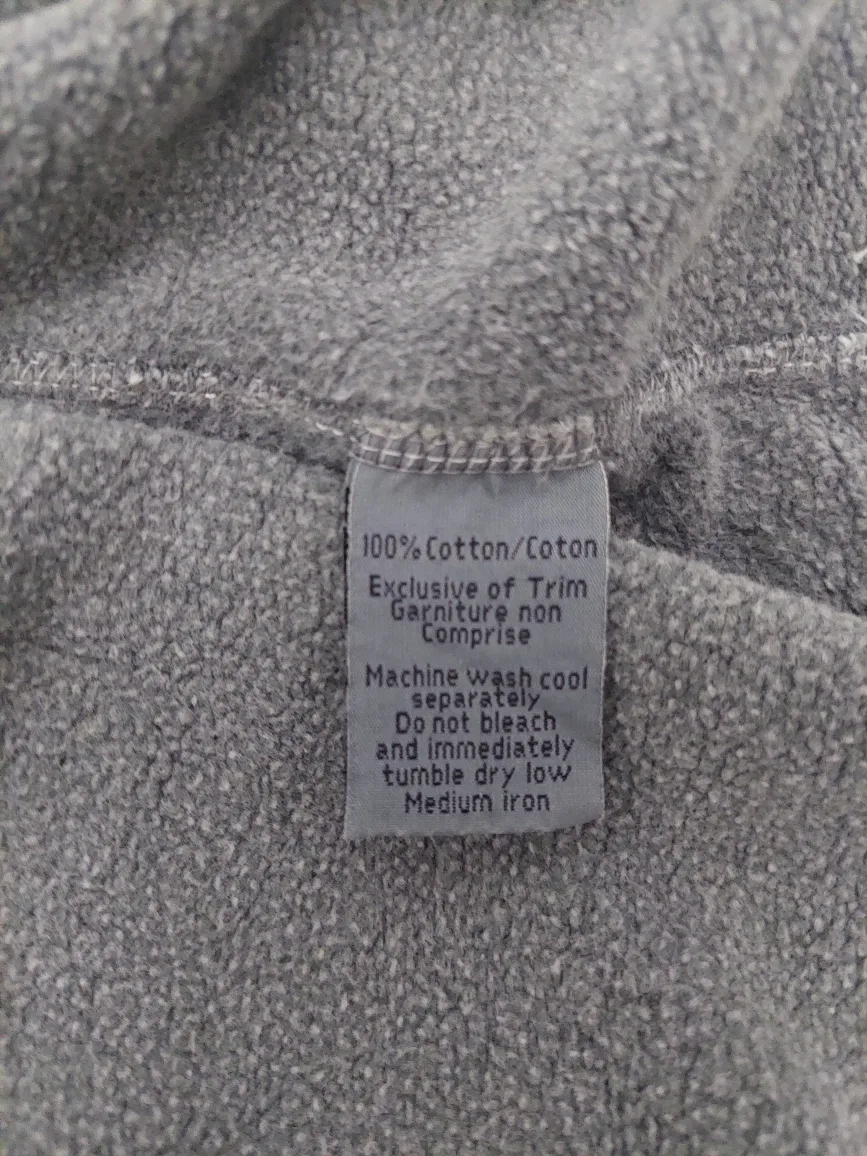 100% Cotton/Coton
Exclusive of Trim
Garniture non
Comprise
Machine wash cool
separately
Do not bleach
and immediately
tumble dry low
Medium iron